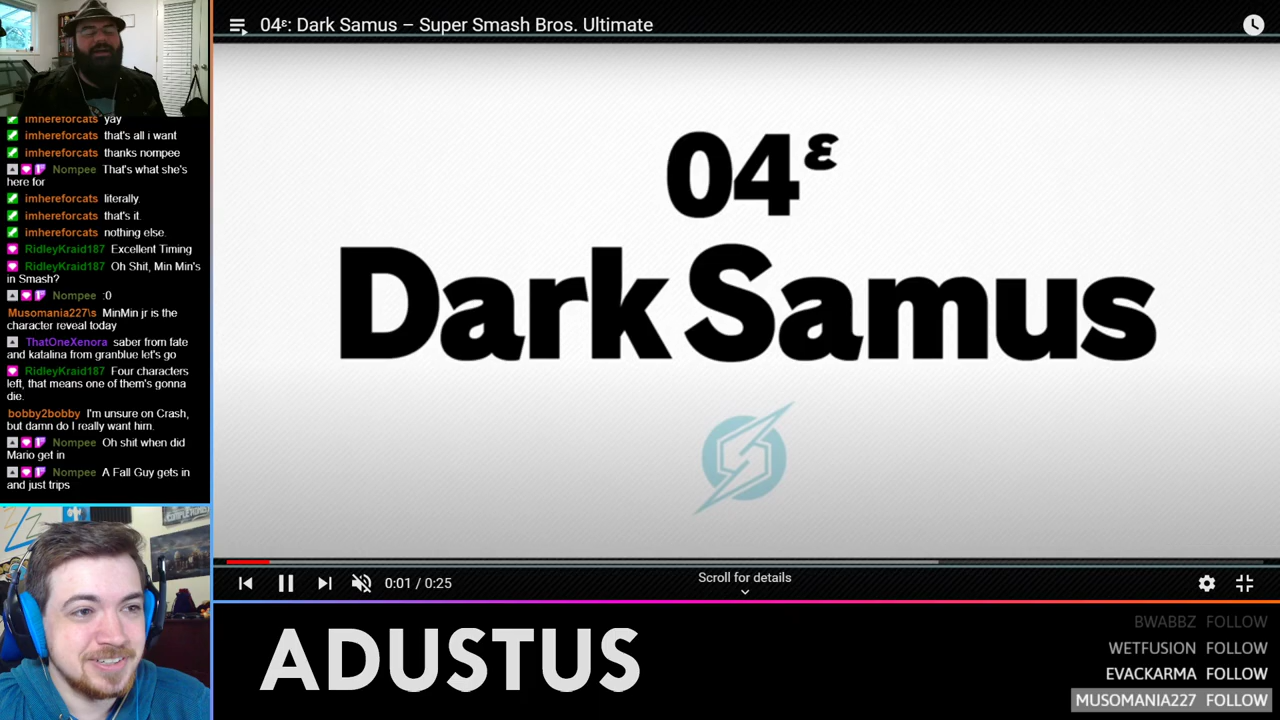 04ᵋ: Dark Samus – Super Smash Bros. Ultimate
imhereforcats yay
imhereforcats that's all i want
imhereforcats thanks nompee
Nompee That's what she's
here for
imhereforcats literally.
imhereforcats that's it.
imhereforcats nothing else.
RidleyKraid187 Excellent Timing
RidleyKraid187 Oh Shit, Min Min's
in Smash?
Nompee :0
Musomania227\s MinMin jr is the
character reveal today
ThatOneXenora saber from fate
and katalina from granblue let's go
RidleyKraid187 Four characters
left, that means one of them's gonna
die.
bobby2bobby I'm unsure on Crash,
but damn do I really want him.
Nompee Oh shit when did
Mario get in
Nompee A Fall Guy gets in
and just trips
04ᵋ
Dark Samus
0:01 / 0:25
Scroll for details
ADUSTUS
BWABBZ FOLLOW
WETFUSION FOLLOW
EVACKARMA FOLLOW
MUSOMANIA227 FOLLOW